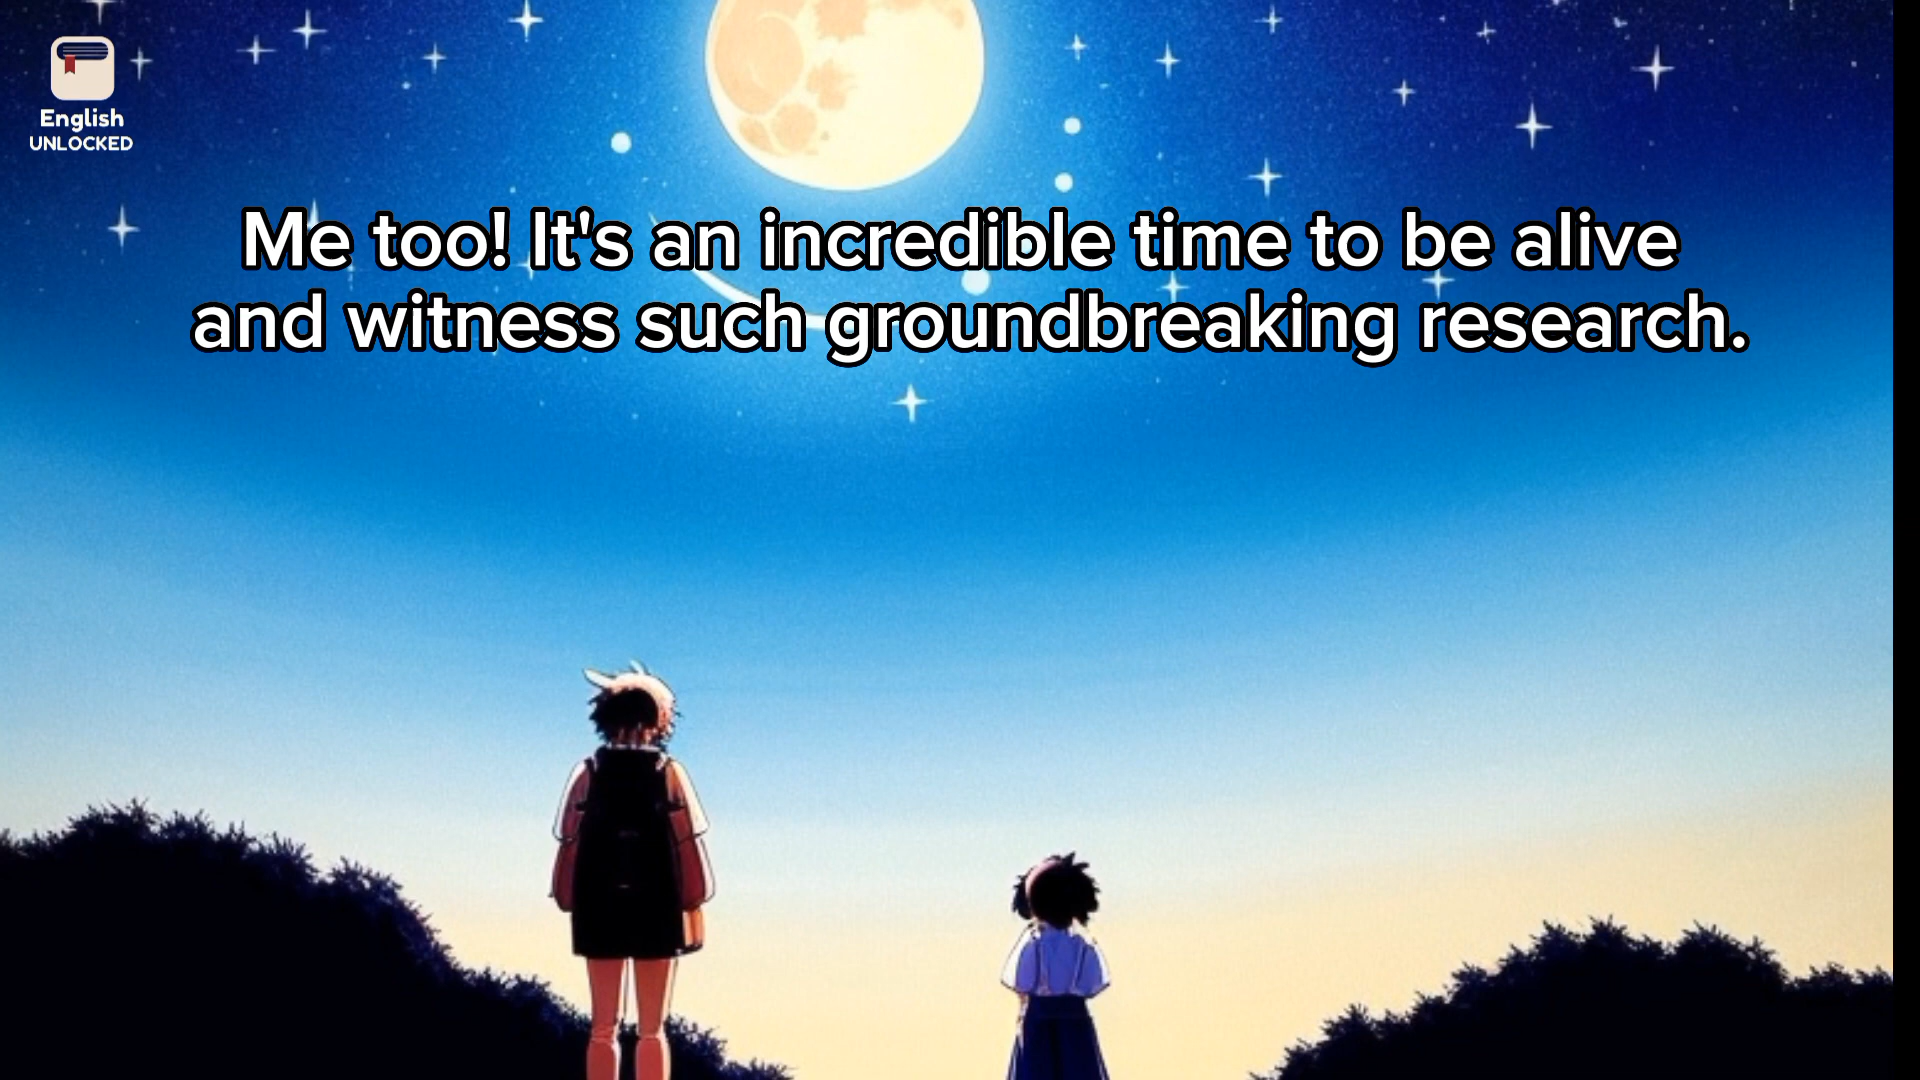 English
UNLOCKED
Me too! It's an incredible time to be alive
and witness such groundbreaking research.